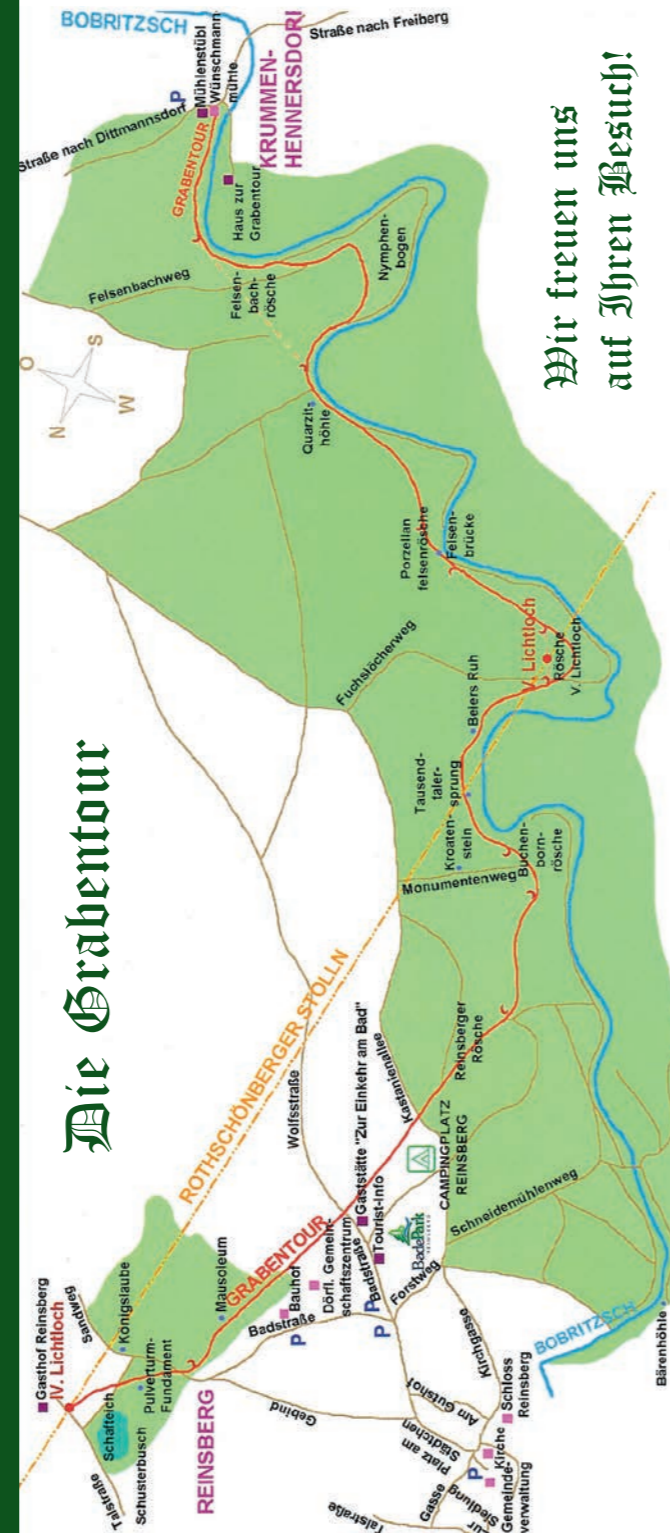 Die Grabentour
Wir freuen uns
auf Ihren Besuch!
Gasthof Reinsberg
IV. Lichtloch
Sandweg
Königslaube
Schafteich
Pulverturm-
Fundament
Schusterbusch
Talstraße
Mausoleum
REINSBERG
GRABENTOUR
ROTHSCHÖNBERGER STOLLN
Wolfsstraße
Bauhof
Dörfl. Gemein-
schaftszentrum
Badstraße
P
Gaststätte "Zur Einkehr am Bad"
Tourist-Info
Badstraße
P
P
BadePark
REINSBERG
CAMPINGPLATZ
REINSBERG
Kastanienallee
Forstweg
Gebind
Kirchgasse
Am Gutshof
Städtchen
Platz am
Schloss
Reinsberg
Kirche
P
Gasse
Siedlung
Gemeinde-
verwaltung
Talstraße
BOBRITZSCH
Bärenhöhle
Schneidemühlenweg
Reinsberger
Rösche
Monumentenweg
Kroaten-
stein
Tausend-
taler-
sprung
Buchen-
born-
rösche
Beiers Ruh
Fuchslöcherweg
V. Lichtloch
Rösche
V. Lichtloch
Porzellan
felsenrösche
Felsen-
brücke
Quarzit
höhle
Nymphen-
bogen
Felsen-
bach-
rösche
Felsenbachweg
GRABENTOUR
Haus zur
Grabentour
KRUMMEN-
HENNERSDORF
Mühlenstübl
Wünschmann-
mühle
P
Straße nach Dittmannsdorf
Straße nach Freiberg
BOBRITZSCH
N
O
S
W